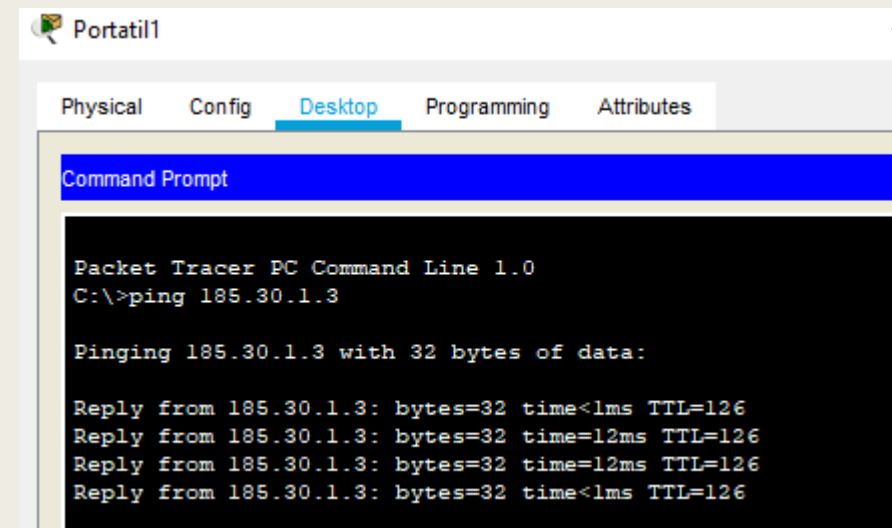 Portatil1
Physical Config Desktop Programming Attributes
Command Prompt
Packet Tracer PC Command Line 1.0
C:\>ping 185.30.1.3
Pinging 185.30.1.3 with 32 bytes of data:
Reply from 185.30.1.3: bytes=32 time<1ms TTL=126
Reply from 185.30.1.3: bytes=32 time=12ms TTL=126
Reply from 185.30.1.3: bytes=32 time=12ms TTL=126
Reply from 185.30.1.3: bytes=32 time<1ms TTL=126